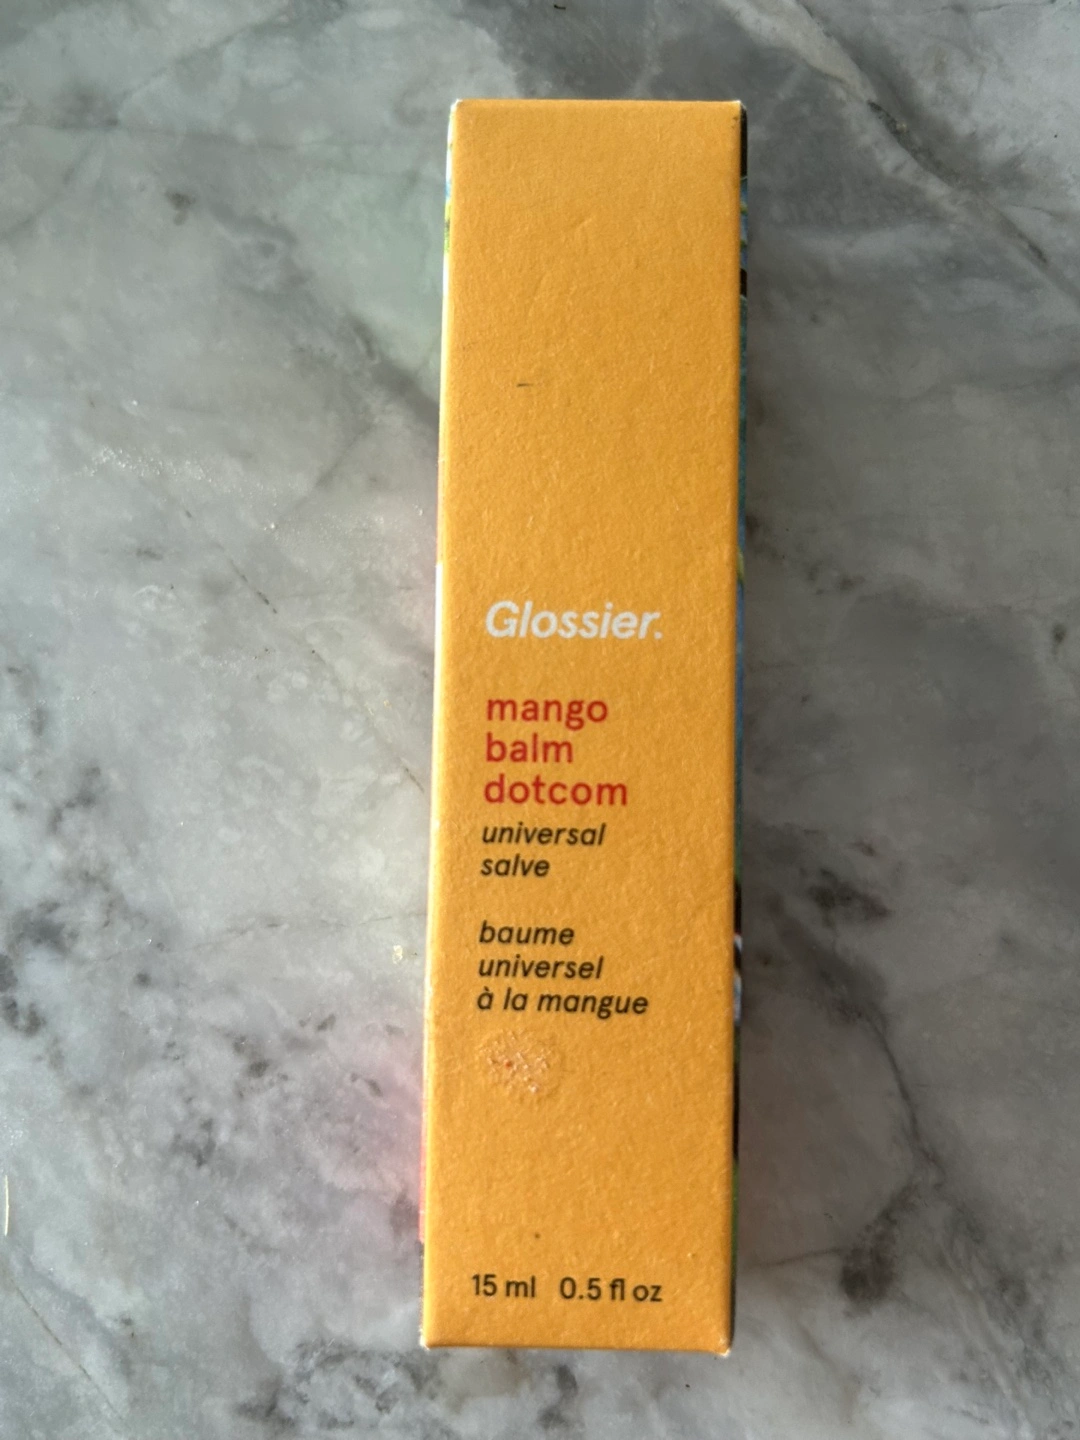 Glossier.
mango
balm
dotcom
universal
salve
baume
universel
à la mangue
15 ml 0.5 fl oz